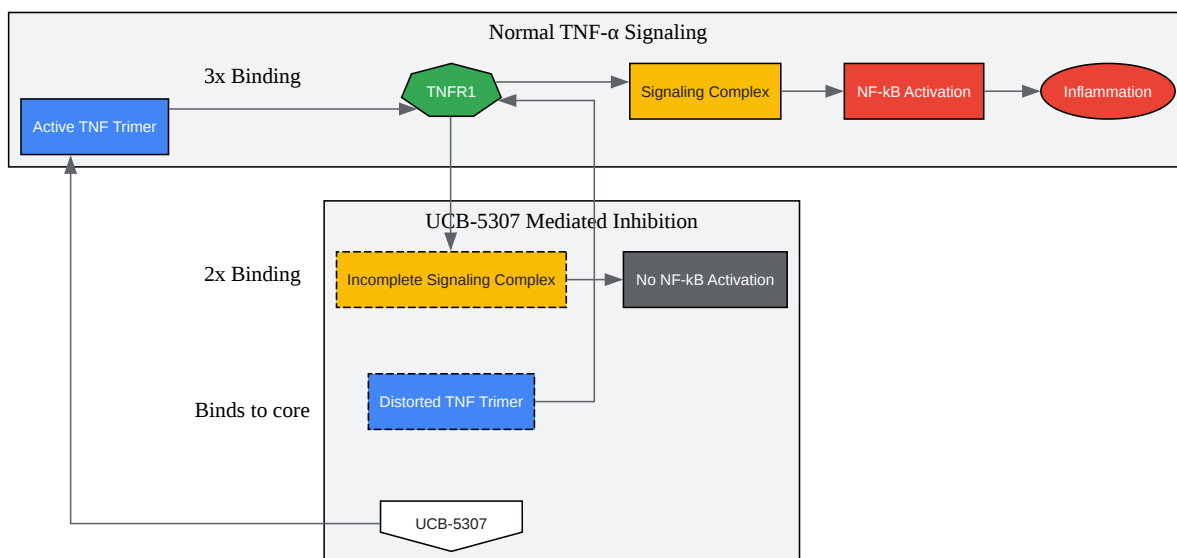 Normal TNF-α Signaling
3x Binding
TNFR1
Signaling Complex
NF-kB Activation
Inflammation
Active TNF Trimer
UCB-5307 Mediated Inhibition
2x Binding
Incomplete Signaling Complex
No NF-kB Activation
Distorted TNF Trimer
Binds to core
UCB-5307